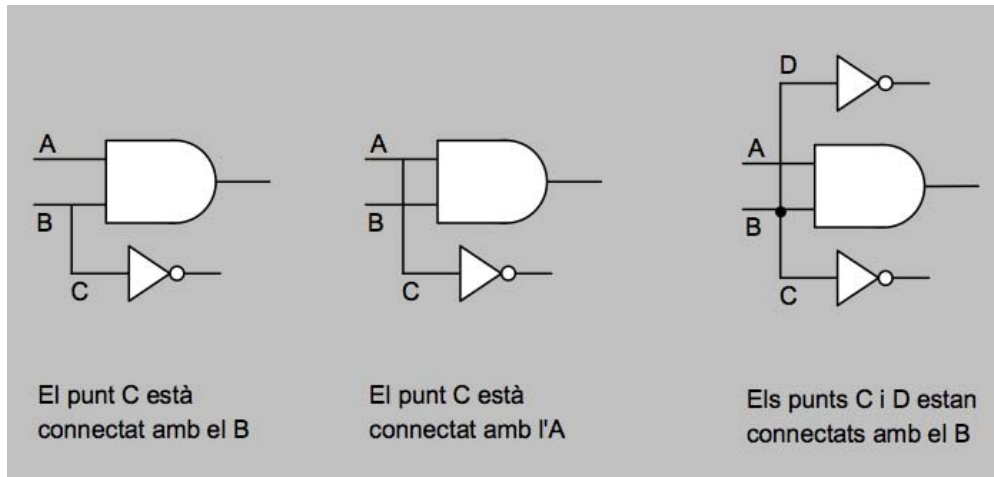 A
B
C
El punt C està
connectat amb el B
A
B
C
El punt C està
connectat amb l'A
D
A
B
C
Els punts C i D estan
connectats amb el B